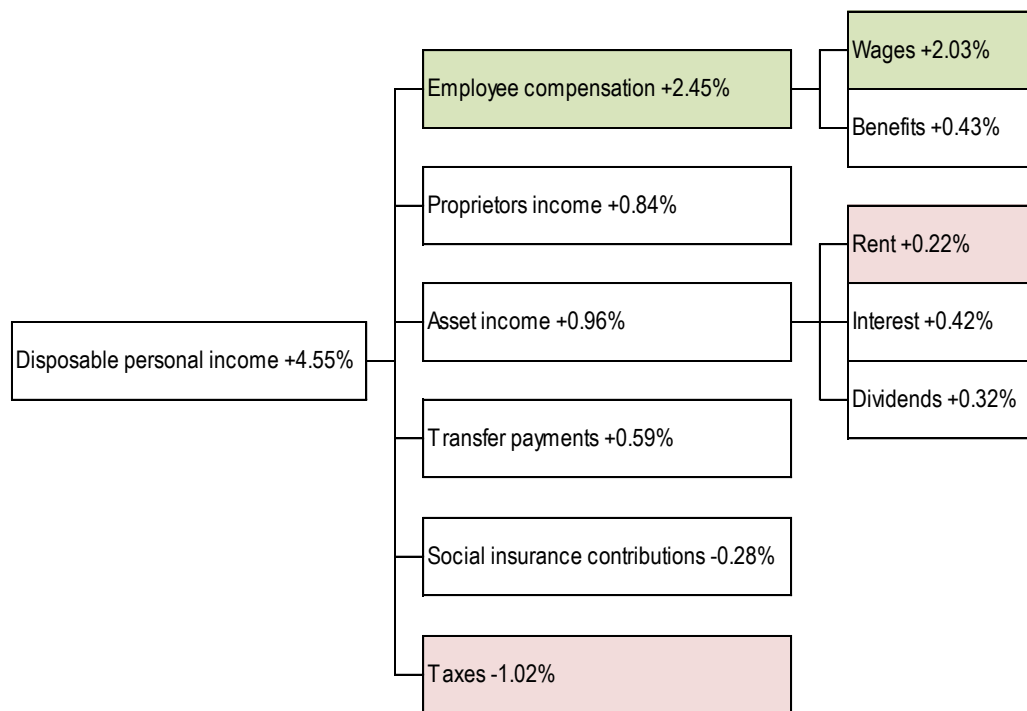 Disposable personal income +4.55%
Employee compensation +2.45%
Wages +2.03%
Benefits +0.43%
Proprietors income +0.84%
Asset income +0.96%
Rent +0.22%
Interest +0.42%
Dividends +0.32%
Transfer payments +0.59%
Social insurance contributions -0.28%
Taxes -1.02%